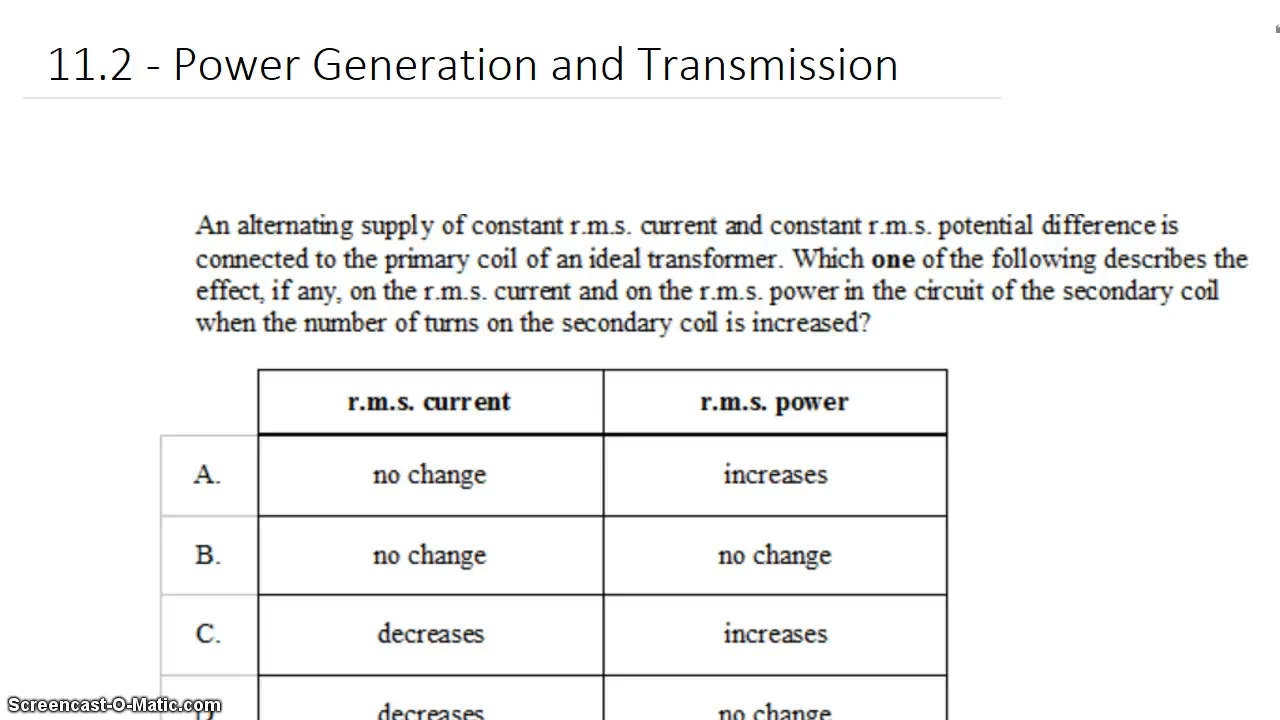 11.2 - Power Generation and Transmission
An alternating supply of constant r.m.s. current and constant r.m.s. potential difference is
connected to the primary coil of an ideal transformer. Which one of the following describes the
effect, if any, on the r.m.s. current and on the r.m.s. power in the circuit of the secondary coil
when the number of turns on the secondary coil is increased?
r.m.s. current r.m.s. power
A. no change increases
B. no change no change
C. decreases increases
D. decreases no change
Screencast-O-Matic.com